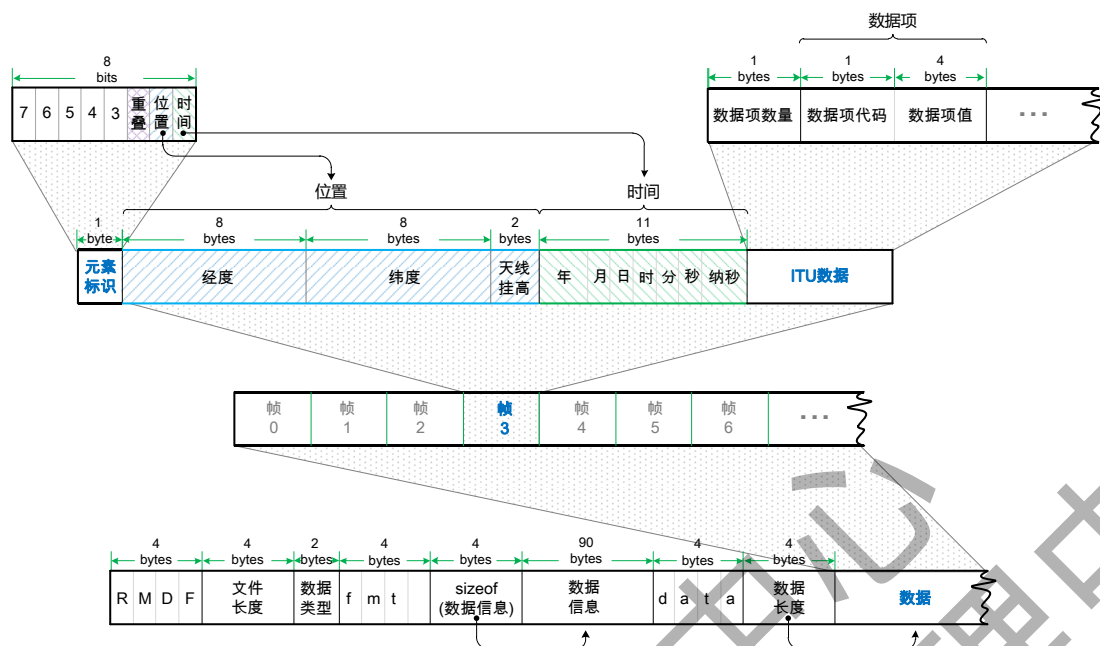 数据项
8
bits
1
bytes
1
bytes
4
bytes
7 6 5 4 3 重叠 位置 时间
数据项数量 数据项代码 数据项值 ···
位置
时间
1
byte
8
bytes
8
bytes
2
bytes
11
bytes
元素
标识
经度
纬度
天线
挂高
年 月 日 时 分 秒 纳秒
ITU数据
帧
0
帧
1
帧
2
帧
3
帧
4
帧
5
帧
6
···
4
bytes
4
bytes
2
bytes
4
bytes
4
bytes
90
bytes
4
bytes
4
bytes
R M D F
文件
长度
数据
类型
f m t
sizeof
(数据信息)
数据
信息
d a t a
数据
长度
数据
中心
理中